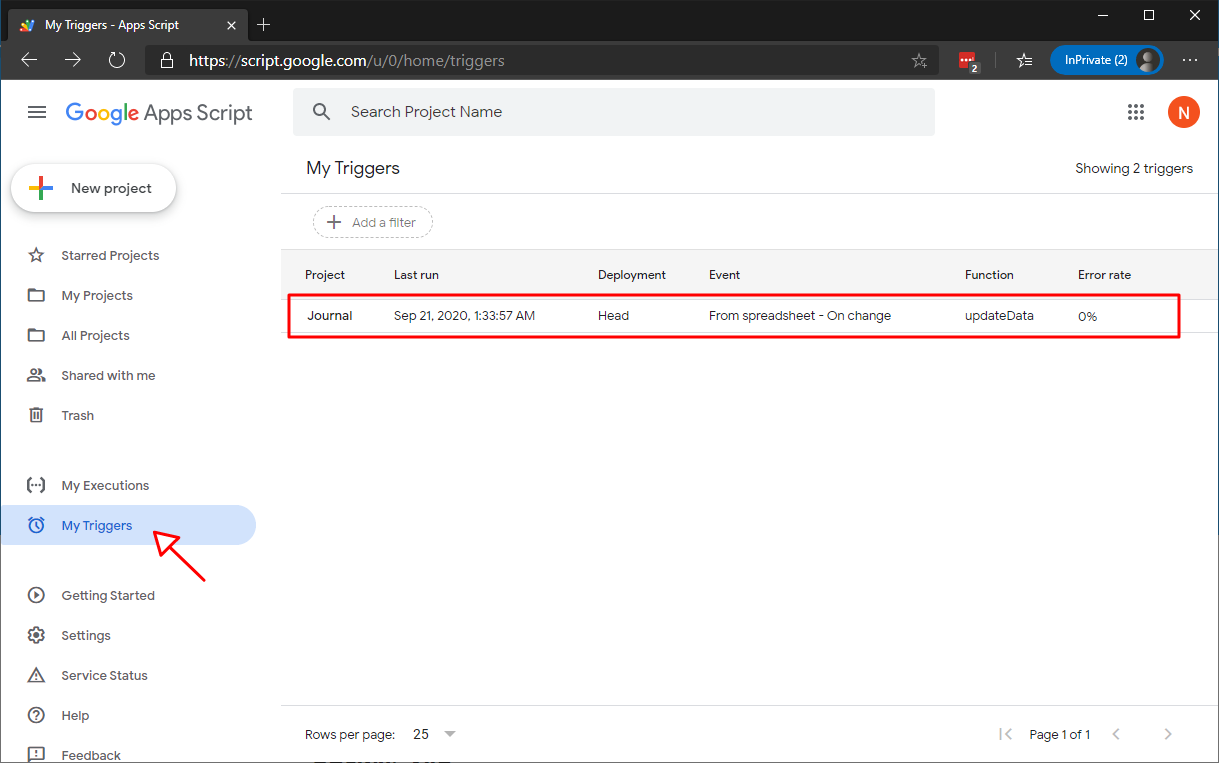 My Triggers - Apps Script
https://script.google.com/u/0/home/triggers
2
InPrivate (2)
Google Apps Script
Search Project Name
N
New project
My Triggers
Showing 2 triggers
Add a filter
Project Last run Deployment Event Function Error rate
Journal Sep 21, 2020, 1:33:57 AM Head From spreadsheet - On change updateData 0%
Starred Projects
My Projects
All Projects
Shared with me
Trash
My Executions
My Triggers
Getting Started
Settings
Service Status
Help
Feedback
Rows per page: 25
Page 1 of 1